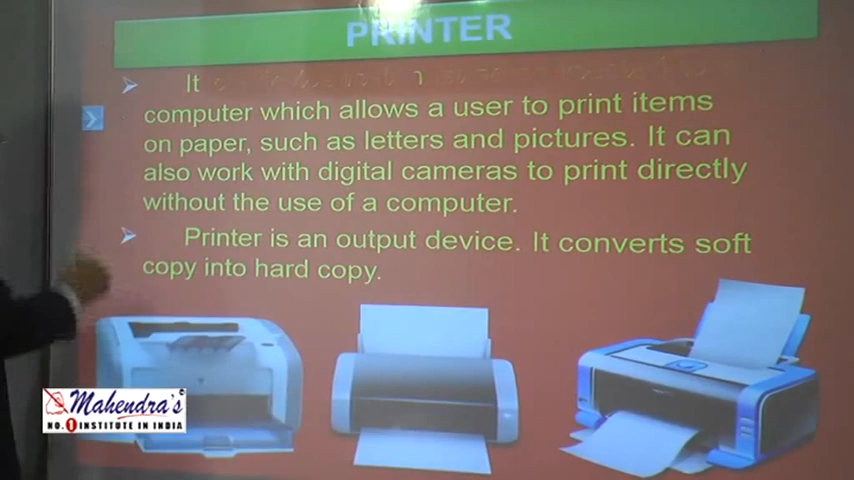 PRINTER
It
computer which allows a user to print items
on paper, such as letters and pictures. It can
also work with digital cameras to print directly
without the use of a computer.
Printer is an output device. It converts soft
copy into hard copy.
Mahendra's
NO. 1 INSTITUTE IN INDIA